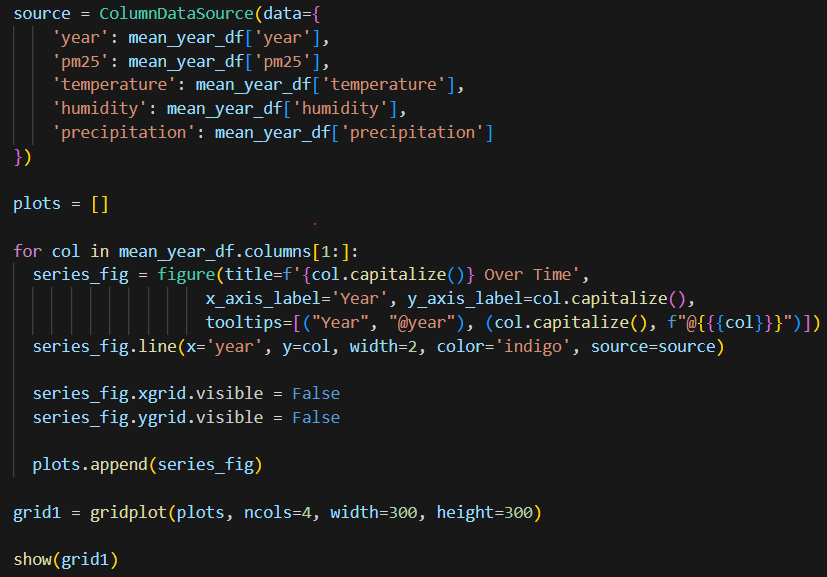 source = ColumnDataSource(data={
    'year': mean_year_df['year'],
    'pm25': mean_year_df['pm25'],
    'temperature': mean_year_df['temperature'],
    'humidity': mean_year_df['humidity'],
    'precipitation': mean_year_df['precipitation']
})

plots = []

for col in mean_year_df.columns[1:]:
  series_fig = figure(title=f'{col.capitalize()} Over Time',
                    x_axis_label='Year', y_axis_label=col.capitalize(),
                    tooltips=[("Year", "@year"), (col.capitalize(), f"@{{{col}}}")])
  series_fig.line(x='year', y=col, width=2, color='indigo', source=source)

  series_fig.xgrid.visible = False
  series_fig.ygrid.visible = False

  plots.append(series_fig)

grid1 = gridplot(plots, ncols=4, width=300, height=300)

show(grid1)